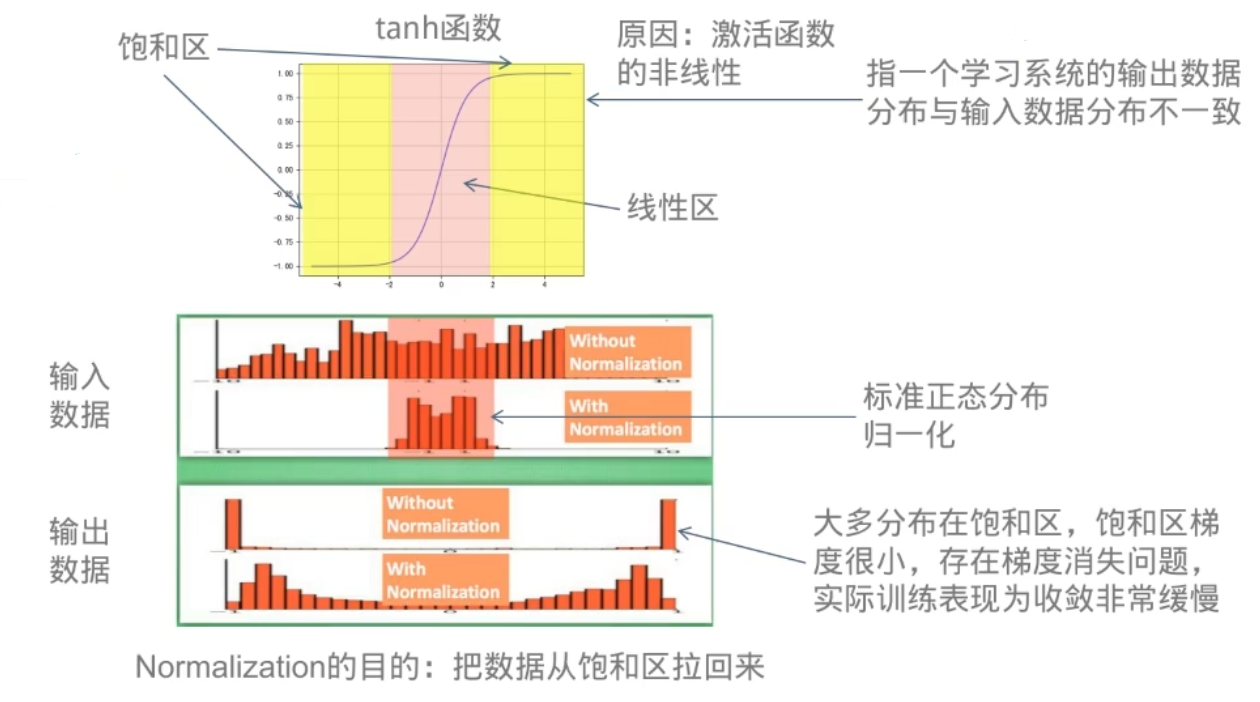 tanh函数
饱和区
原因：激活函数
的非线性
指一个学习系统的输出数据
分布与输入数据分布不一致
1.00
0.75
0.50
0.25
0.00
-0.25
-0.50
-0.75
-1.00
-4 -2 0 2 4
线性区
输入
数据
Without
Normalization
With
Normalization
标准正态分布
归一化
输出
数据
Without
Normalization
With
Normalization
大多分布在饱和区，饱和区梯
度很小，存在梯度消失问题，
实际训练表现为收敛非常缓慢
Normalization的目的：把数据从饱和区拉回来